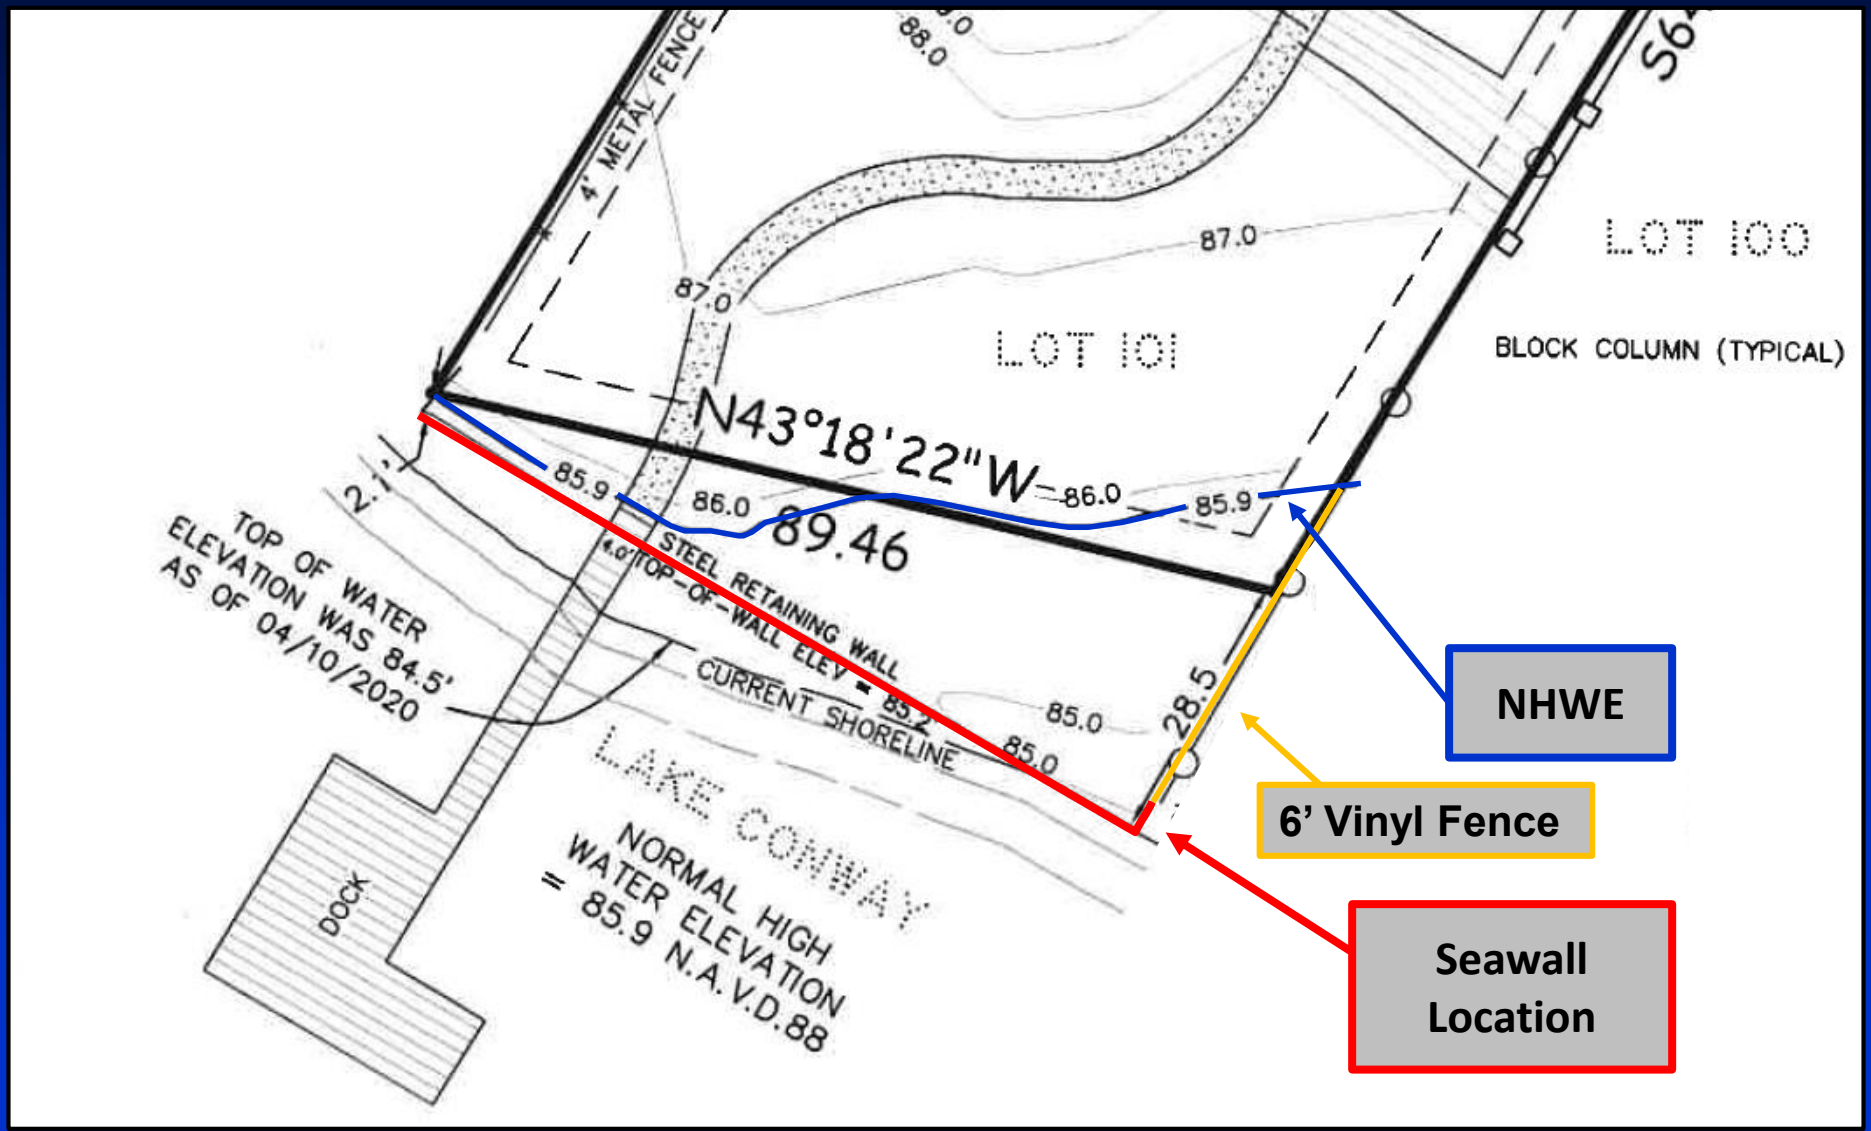 88.0
4' METAL FENCE
87.0
87.0
LOT 100
LOT 101
BLOCK COLUMN (TYPICAL)
N43°18'22"W
89.46
85.9
86.0
86.0
85.9
2.1'
TOP OF WATER
ELEVATION WAS 84.5'
AS OF 04/10/2020
STEEL RETAINING WALL
4.0' TOP-OF-WALL ELEV = 85.2
CURRENT SHORELINE
85.0
85.0
28.5
NHWE
6' Vinyl Fence
Seawall
Location
LAKE CONWAY
NORMAL HIGH
WATER ELEVATION
= 85.9 N.A.V.D.88
DOCK